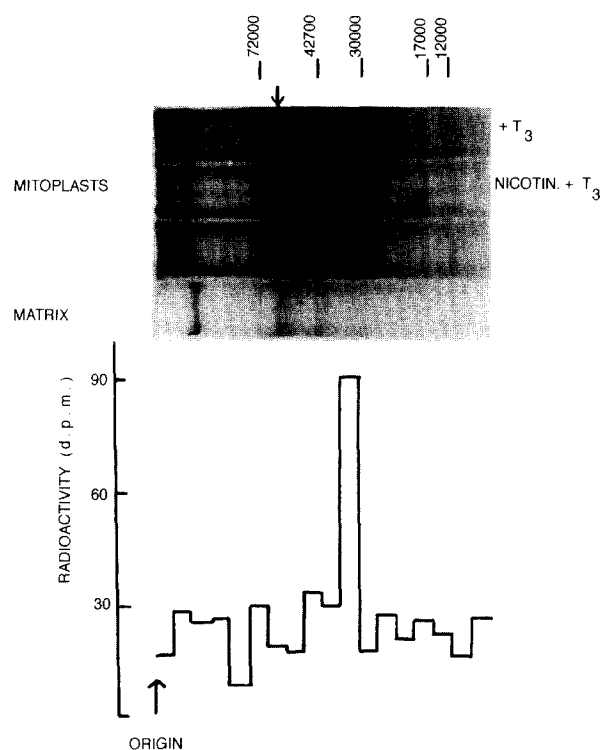 72000 42700 30000 17000 12000
+ T3
MITOPLASTS
NICOTIN. + T3
MATRIX
RADIOACTIVITY (d.p.m.)
90
60
30
ORIGIN